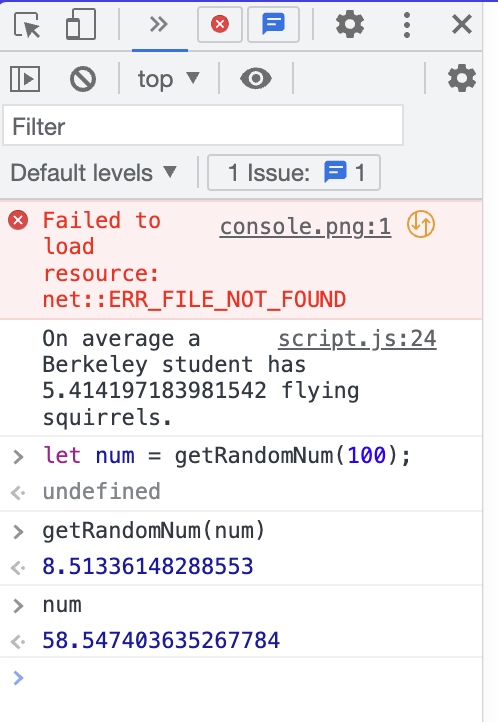 top
Filter
Default levels
1 Issue: 1
Failed to console.png:1
load
resource:
net::ERR_FILE_NOT_FOUND
On average a script.js:24
Berkeley student has
5.414197183981542 flying
squirrels.
let num = getRandomNum(100);
undefined
getRandomNum(num)
8.51336148288553
num
58.547403635267784